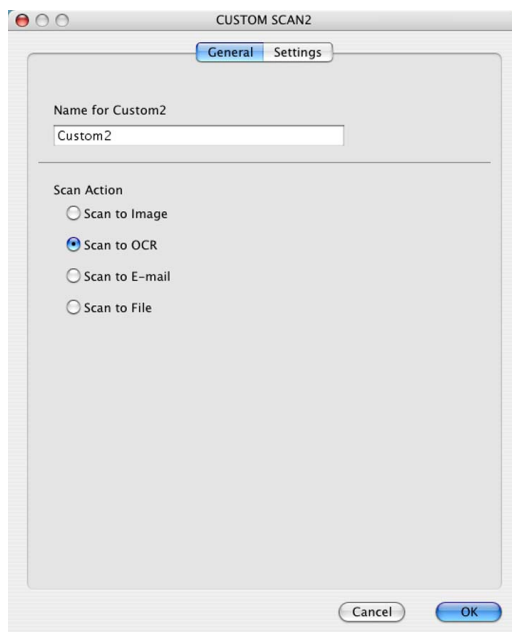 CUSTOM SCAN2
General Settings
Name for Custom2
Custom2
Scan Action
Scan to Image
Scan to OCR
Scan to E-mail
Scan to File
Cancel OK